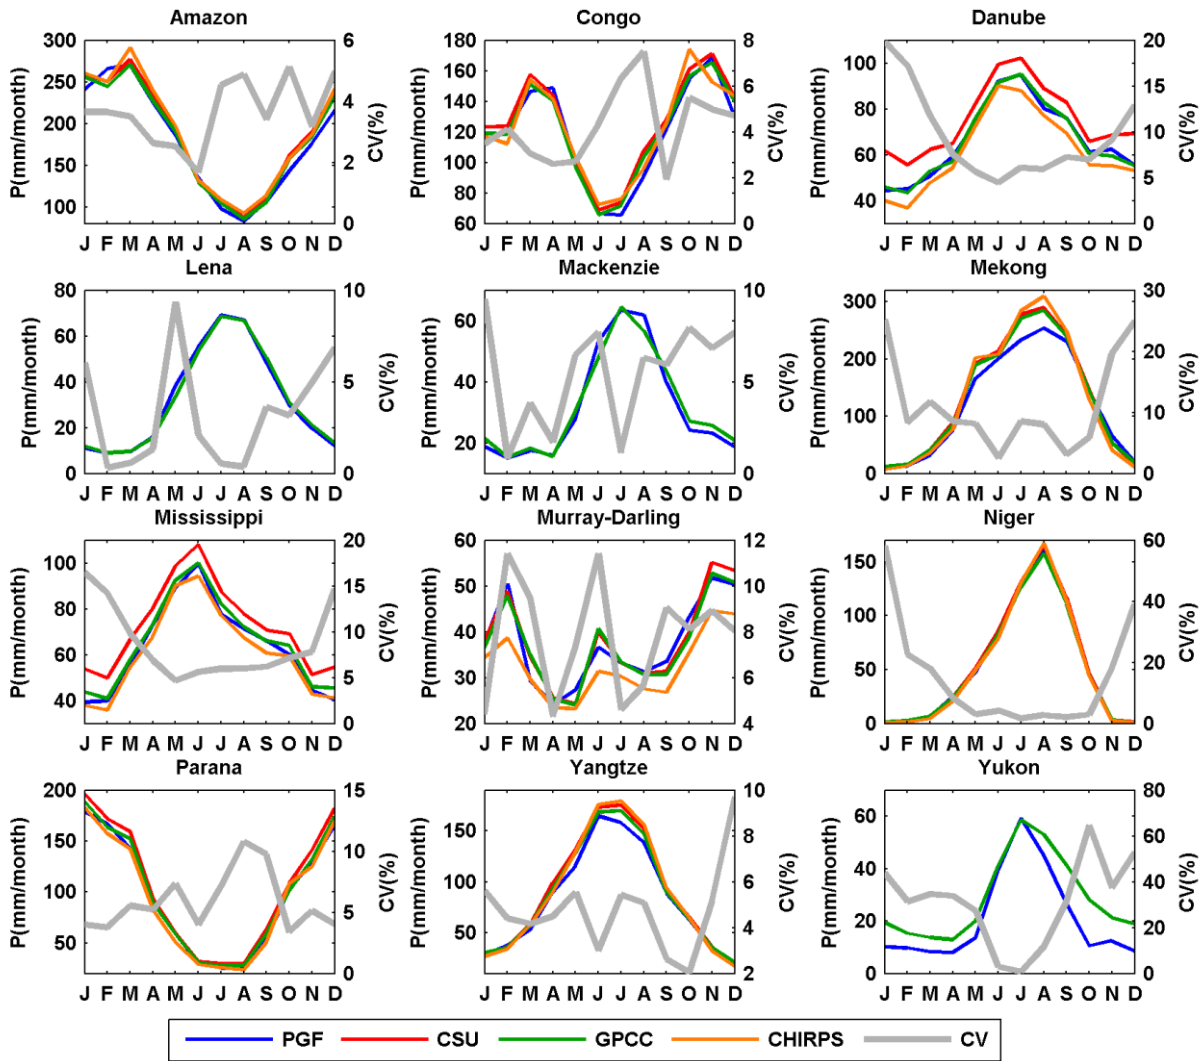 Amazon Congo Danube
P(mm/month) 300 250 200 150 100 6 4 2 0 CV(%) P(mm/month) 180 160 140 120 100 80 60 8 6 4 2 0 CV(%) P(mm/month) 100 80 60 40 20 15 10 5 0 CV(%)
J F M A M J J A S O N D J F M A M J J A S O N D J F M A M J J A S O N D
Lena Mackenzie Mekong
P(mm/month) 80 60 40 20 0 10 5 0 CV(%) P(mm/month) 60 40 20 10 5 0 CV(%) P(mm/month) 300 200 100 0 30 20 10 0 CV(%)
J F M A M J J A S O N D J F M A M J J A S O N D J F M A M J J A S O N D
Mississippi Murray-Darling Niger
P(mm/month) 100 80 60 40 20 15 10 5 0 CV(%) P(mm/month) 60 50 40 30 20 12 10 8 6 4 CV(%) P(mm/month) 150 100 50 0 60 40 20 0 CV(%)
J F M A M J J A S O N D J F M A M J J A S O N D J F M A M J J A S O N D
Parana Yangtze Yukon
P(mm/month) 200 150 100 50 15 10 5 0 CV(%) P(mm/month) 150 100 50 10 9 8 7 6 5 4 3 2 CV(%) P(mm/month) 60 40 20 0 80 60 40 20 0 CV(%)
J F M A M J J A S O N D J F M A M J J A S O N D J F M A M J J A S O N D
PGF CSU GPCC CHIRPS CV